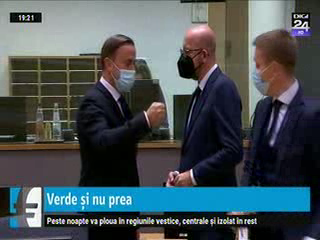 19:21
DIGI
24
HD
Verde și nu prea
Peste noapte va ploua în regiunile vestice, centrale și izolat în rest